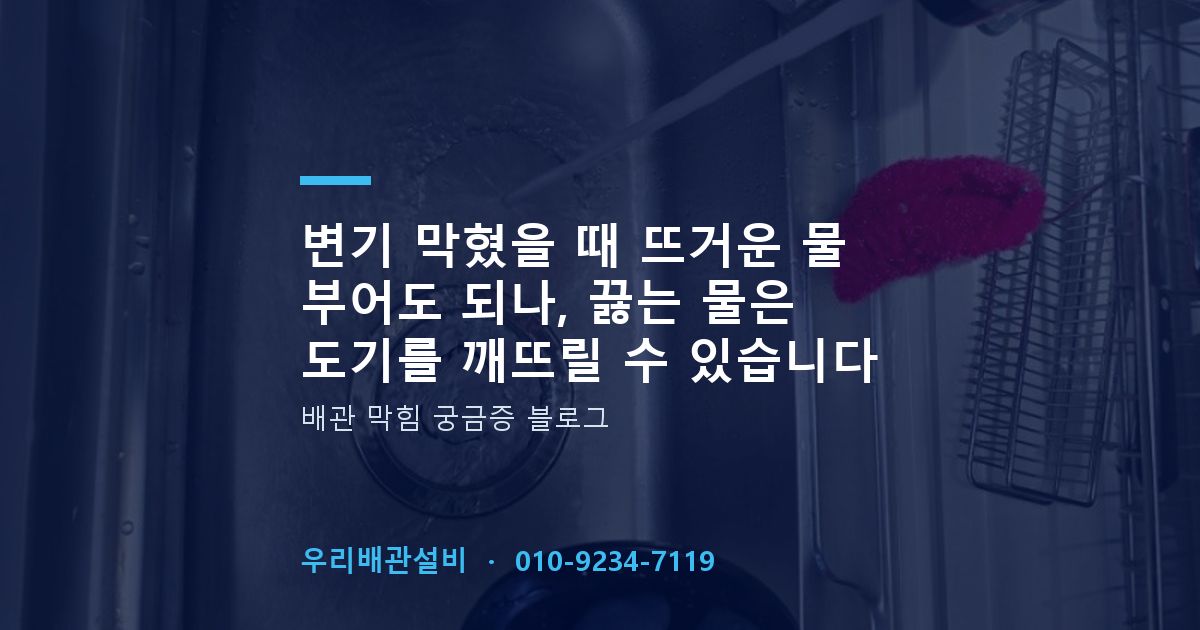 변기 막혔을 때 뜨거운 물
부어도 되나, 끓는 물은
도기를 깨뜨릴 수 있습니다
배관 막힘 궁금증 블로그
우리배관설비 · 010-9234-7119